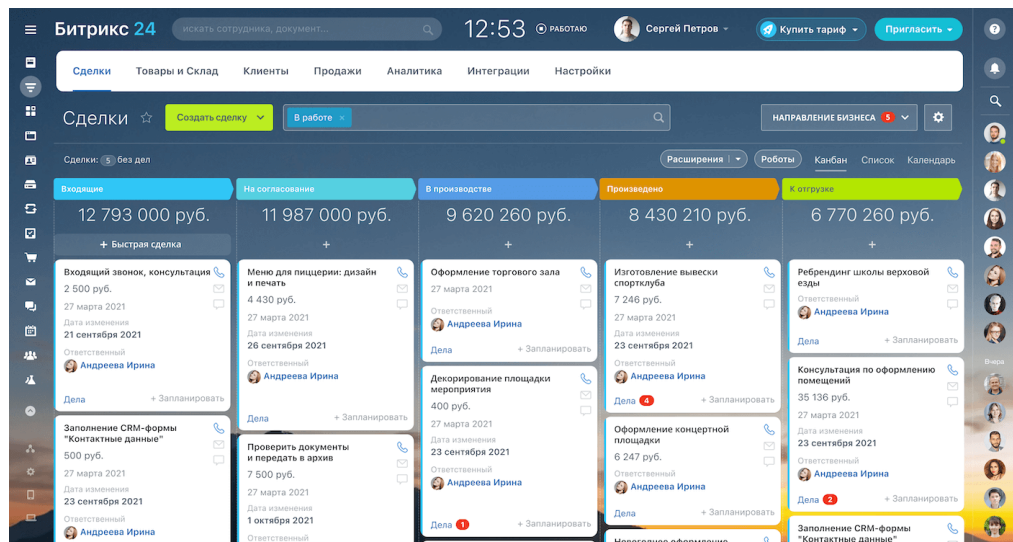 Битрикс 24
искать сотрудника, документ...
12:53
РАБОТАЮ
Сергей Петров
Купить тариф
Пригласить
?
Сделки
Товары и Склад
Клиенты
Продажи
Аналитика
Интеграции
Настройки
Сделки
Создать сделку
В работе ×
НАПРАВЛЕНИЕ БИЗНЕСА 5
Сделки: 5 без дел
Расширения
Роботы
Канбан
Список
Календарь
Входящие
12 793 000 руб.
+ Быстрая сделка
Входящий звонок, консультация
2 500 руб.
27 марта 2021
Дата изменения
21 сентября 2021
Ответственный
Андреева Ирина
Дела
+ Запланировать
Заполнение CRM-формы
"Контактные данные"
500 руб.
27 марта 2021
Дата изменения
23 сентября 2021
Ответственный
Андреева Ирина
На согласование
11 987 000 руб.
+
Меню для пиццерии: дизайн
и печать
4 430 руб.
27 марта 2021
Дата изменения
26 сентября 2021
Ответственный
Андреева Ирина
Дела
+ Запланировать
Проверить документы
и передать в архив
7 500 руб.
27 марта 2021
Дата изменения
1 октября 2021
Ответственный
В производстве
9 620 260 руб.
+
Оформление торгового зала
27 марта 2021
Ответственный
Андреева Ирина
Дела
+ Запланировать
Декорирование площадки
мероприятия
400 руб.
27 марта 2021
Дата изменения
23 сентября 2021
Ответственный
Андреева Ирина
Дела 1
+ Запланировать
Произведено
8 430 210 руб.
+
Изготовление вывески
спортклуба
7 246 руб.
27 марта 2021
Дата изменения
23 сентября 2021
Ответственный
Андреева Ирина
Дела 4
+ Запланировать
Оформление концертной
площадки
6 247 руб.
Ответственный
Андреева Ирина
Дела
+ Запланировать
Новогоднее оформление
К отгрузке
6 770 260 руб.
+
Ребрендинг школы верховой
езды
Ответственный
Андреева Ирина
Дела
+ Запланировать
Консультация по оформлению
помещений
35 136 руб.
27 марта 2021
Дата изменения
23 сентября 2021
Ответственный
Андреева Ирина
Дела 2
+ Запланировать
Заполнение CRM-формы
"Контактные данные"
Вчера